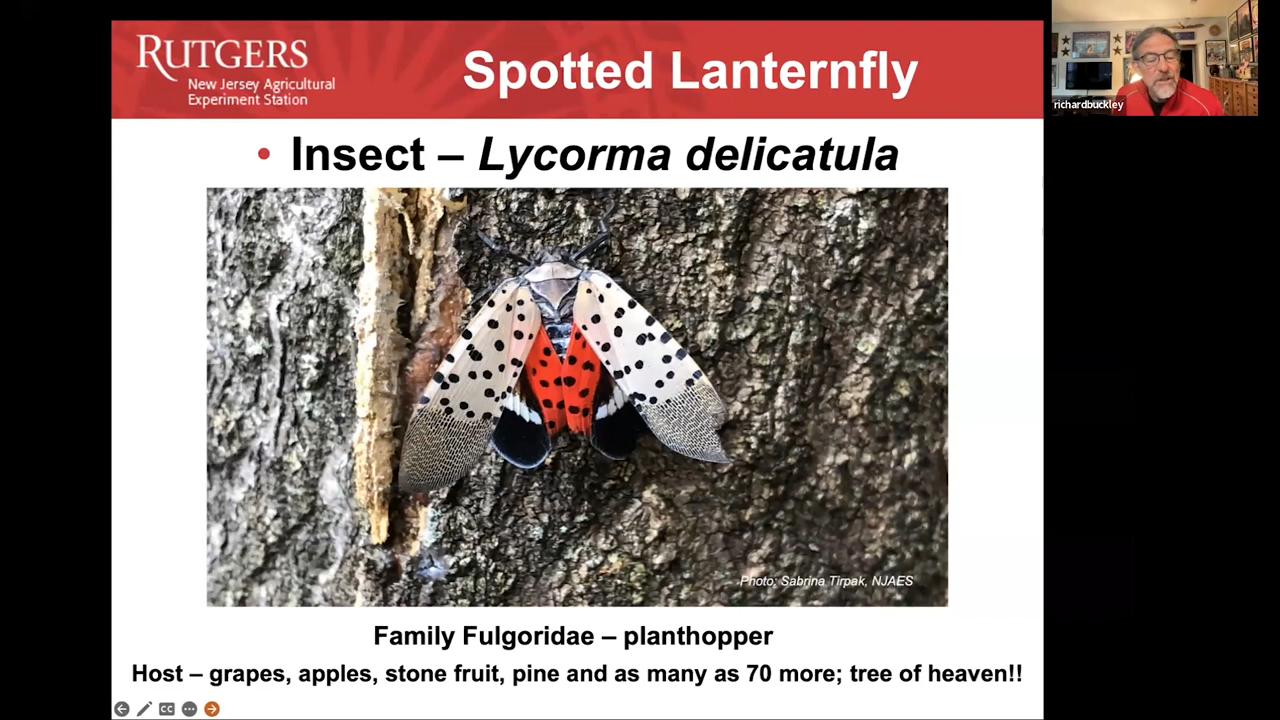 RUTGERS
New Jersey Agricultural
Experiment Station
Spotted Lanternfly
richardbuckley
• Insect – Lycorma delicatula
Photo: Sabrina Tirpak, NJAES
Family Fulgoridae – planthopper
Host – grapes, apples, stone fruit, pine and as many as 70 more; tree of heaven!!
CC